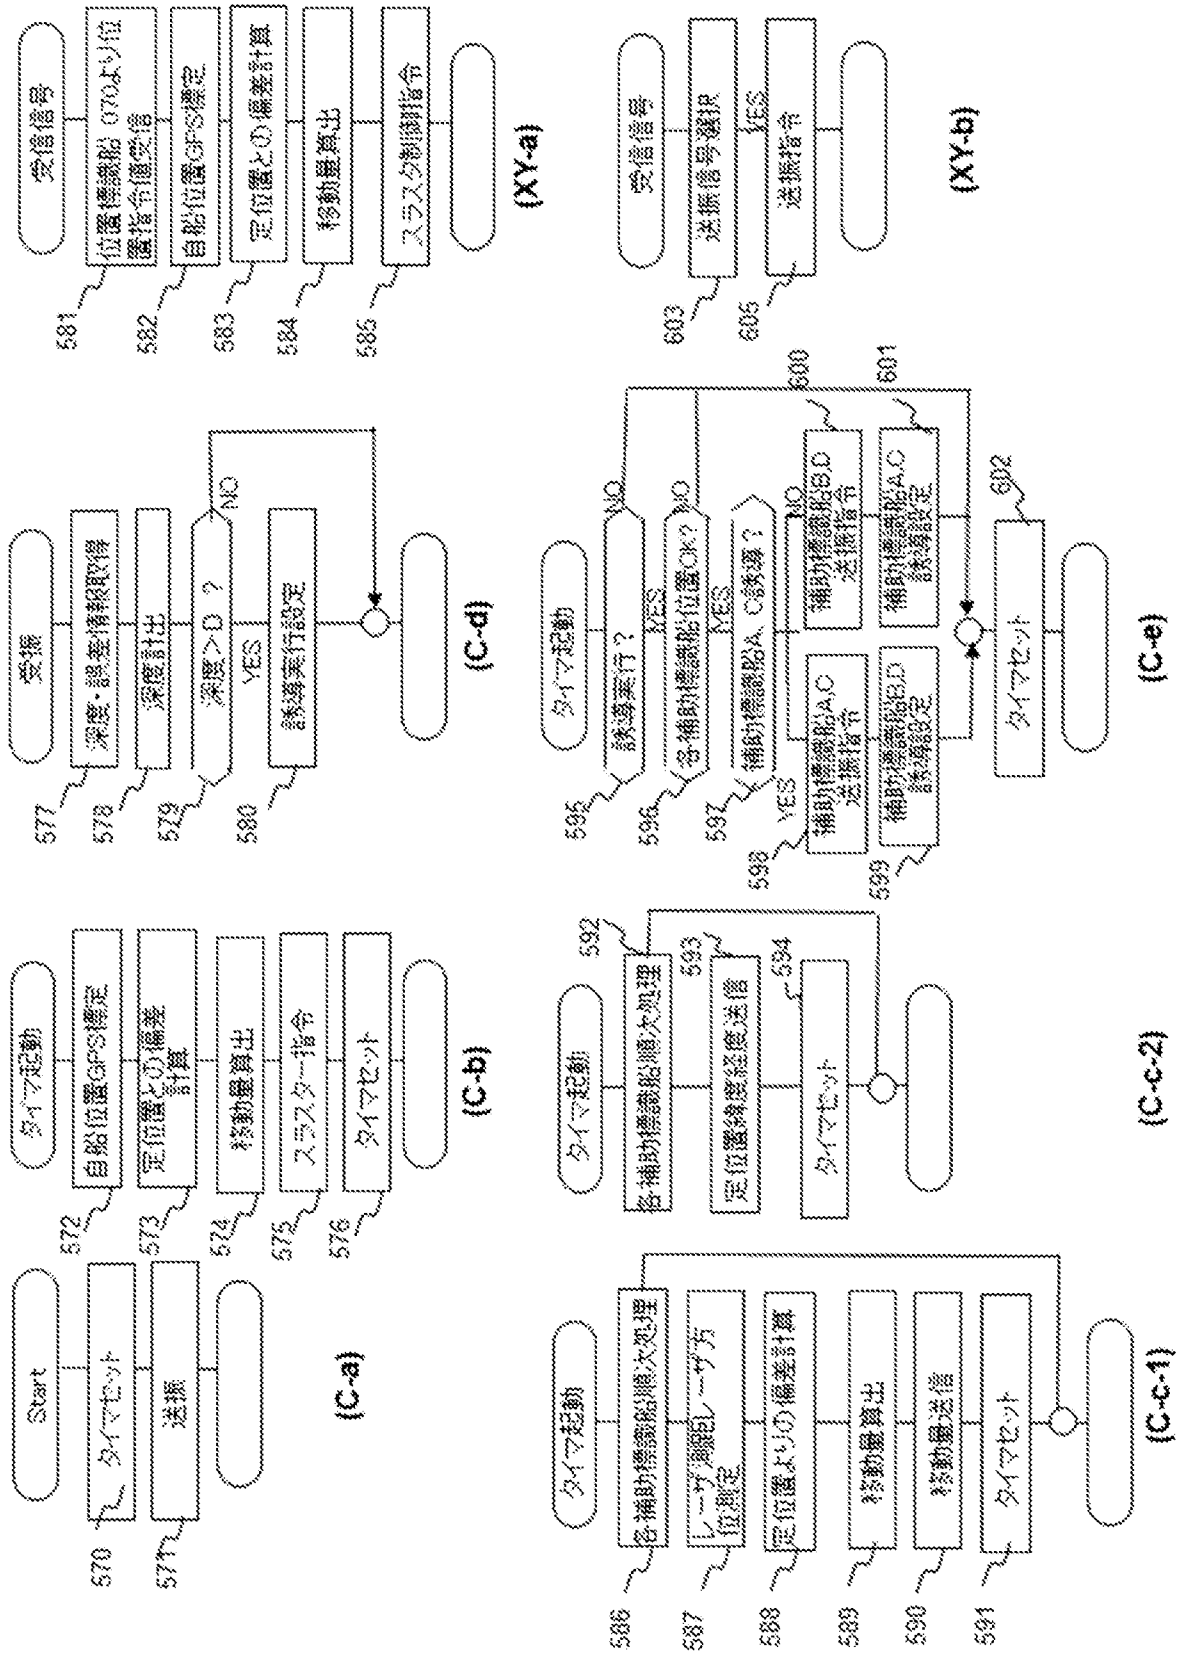 Start
タイマセット
送振
570
571
(C-a)
タイマ起動
自船位置GPS標定
定位置との偏差
計算
移動量算出
スラスター指令
タイマセット
572
573
574
575
576
(C-b)
受振
深度・誤差情報取得
深度計出
深度>D ?
YES
NO
誘導実行設定
577
578
579
580
(C-d)
受信信号
位置標識船 070より位
置指令値受信
自船位置GPS標定
定位置との偏差計算
移動量算出
スラスタ制御指令
581
582
583
584
585
(XY-a)
タイマ起動
各補助標識船順次処理
レーザ測距レーザ方
位測定
定位置よりの偏差計算
移動量算出
移動量送信
タイマセット
586
587
588
589
590
591
(C-c-1)
タイマ起動
各補助標識船順次処理
定位置緯度経度送信
タイマセット
592
593
594
(C-c-2)
タイマ起動
誘導実行?
NO
YES
各補助標識船位置OK?
NO
YES
補助標識船A, C誘導?
YES
NO
補助標識船A,C
送振指令
補助標識船B,D
誘導設定
補助標識船B,D
送振指令
補助標識船A,C
誘導設定
タイマセット
595
596
597
598
599
600
601
602
(C-e)
受信信号
送振信号選択
YES
送振指令
603
605
(XY-b)